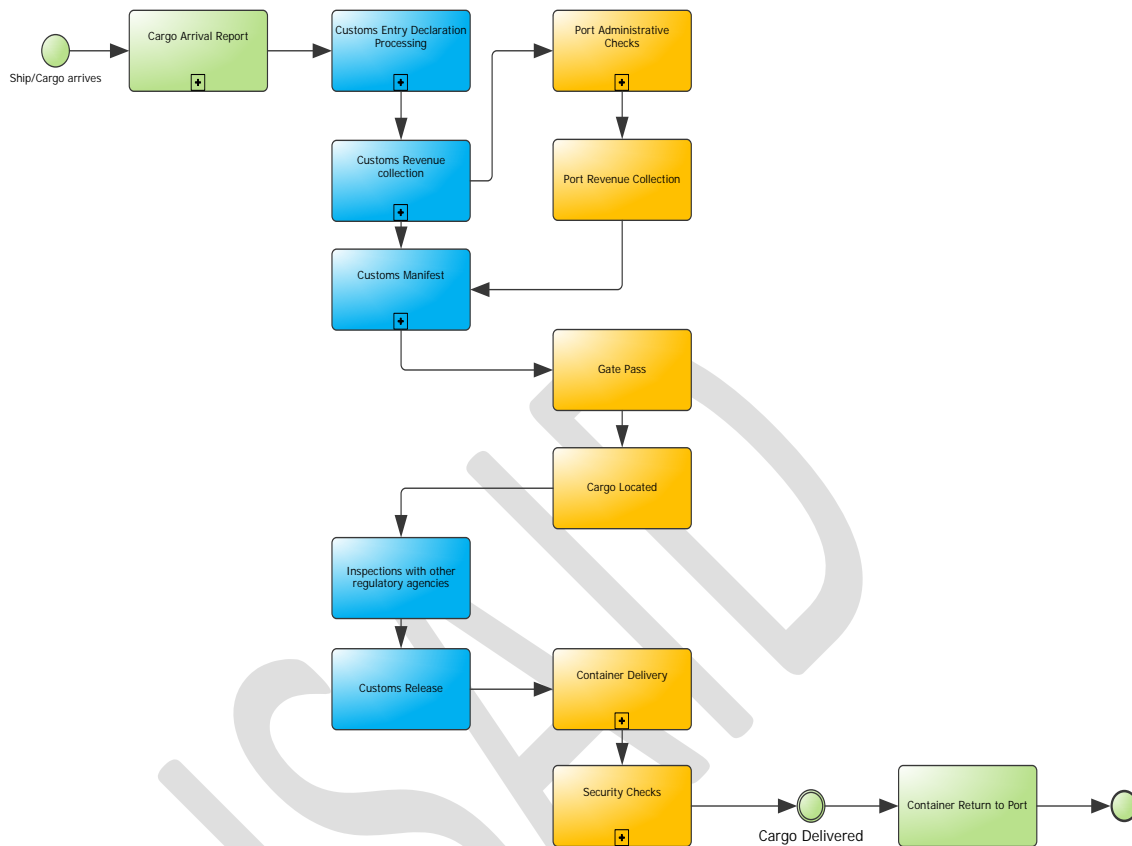 Cargo Arrival Report
Customs Entry Declaration
Processing
Port Administrative
Checks
Ship/Cargo arrives
Customs Revenue
collection
Port Revenue Collection
Customs Manifest
Gate Pass
Cargo Located
Inspections with other
regulatory agencies
Customs Release
Container Delivery
Security Checks
Container Return to Port
Cargo Delivered
SAID